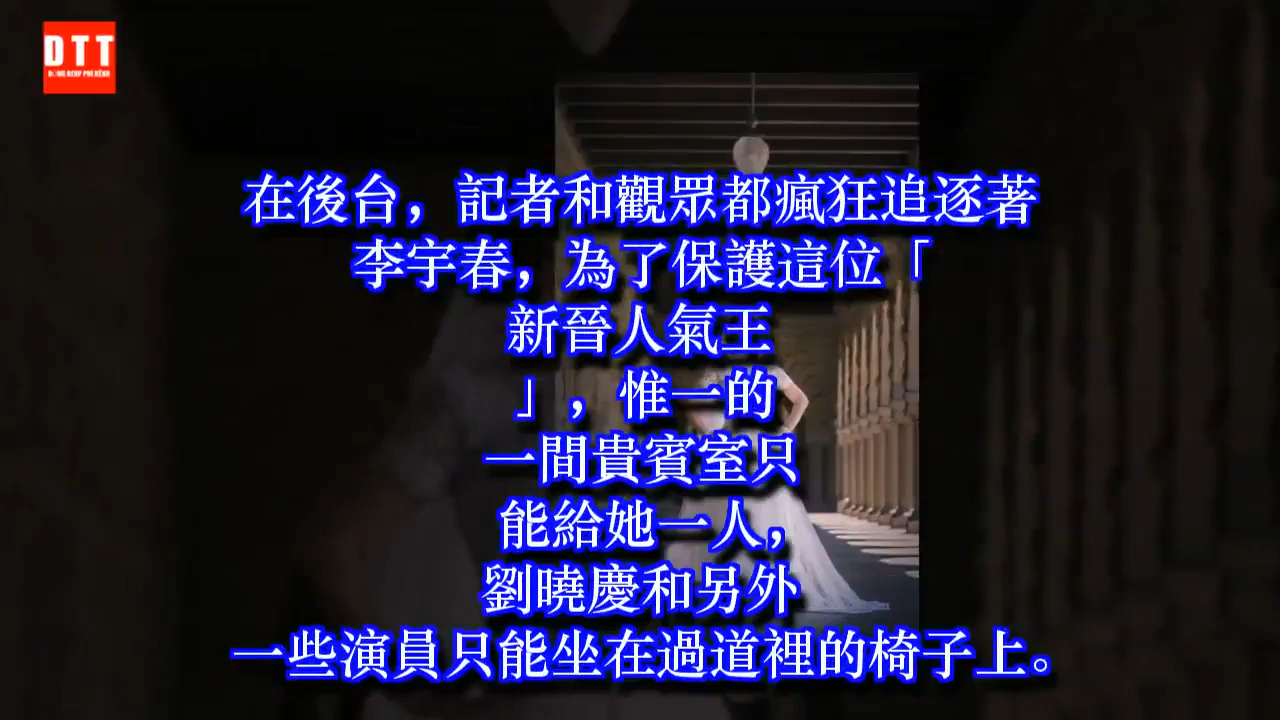 DTT
在後台，記者和觀眾都瘋狂追逐著
李宇春，為了保護這位「
新晉人氣王
」，惟一的
一間貴賓室只
能給她一人，
劉曉慶和另外
一些演員只能坐在過道裡的椅子上。